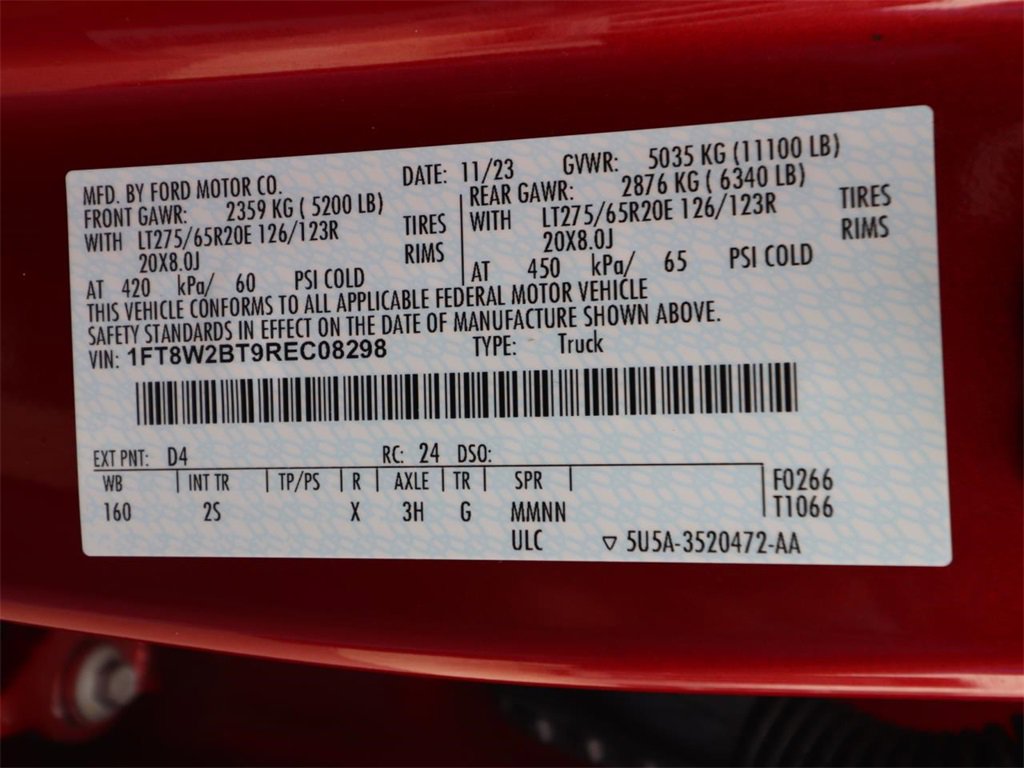 MFD. BY FORD MOTOR CO. DATE: 11/23 GVWR: 5035 KG (11100 LB)
FRONT GAWR: 2359 KG ( 5200 LB) REAR GAWR: 2876 KG ( 6340 LB)
WITH LT275/65R20E 126/123R TIRES WITH LT275/65R20E 126/123R TIRES
20X8.0J RIMS 20X8.0J RIMS
AT 420 kPa/ 60 PSI COLD AT 450 kPa/ 65 PSI COLD
THIS VEHICLE CONFORMS TO ALL APPLICABLE FEDERAL MOTOR VEHICLE
SAFETY STANDARDS IN EFFECT ON THE DATE OF MANUFACTURE SHOWN ABOVE.
VIN: 1FT8W2BT9REC08298 TYPE: Truck
EXT PNT: D4 RC: 24 DSO:
WB INT TR TP/PS R AXLE TR SPR F0266
160 2S X 3H G MMNN T1066
ULC ▽ 5U5A-3520472-AA